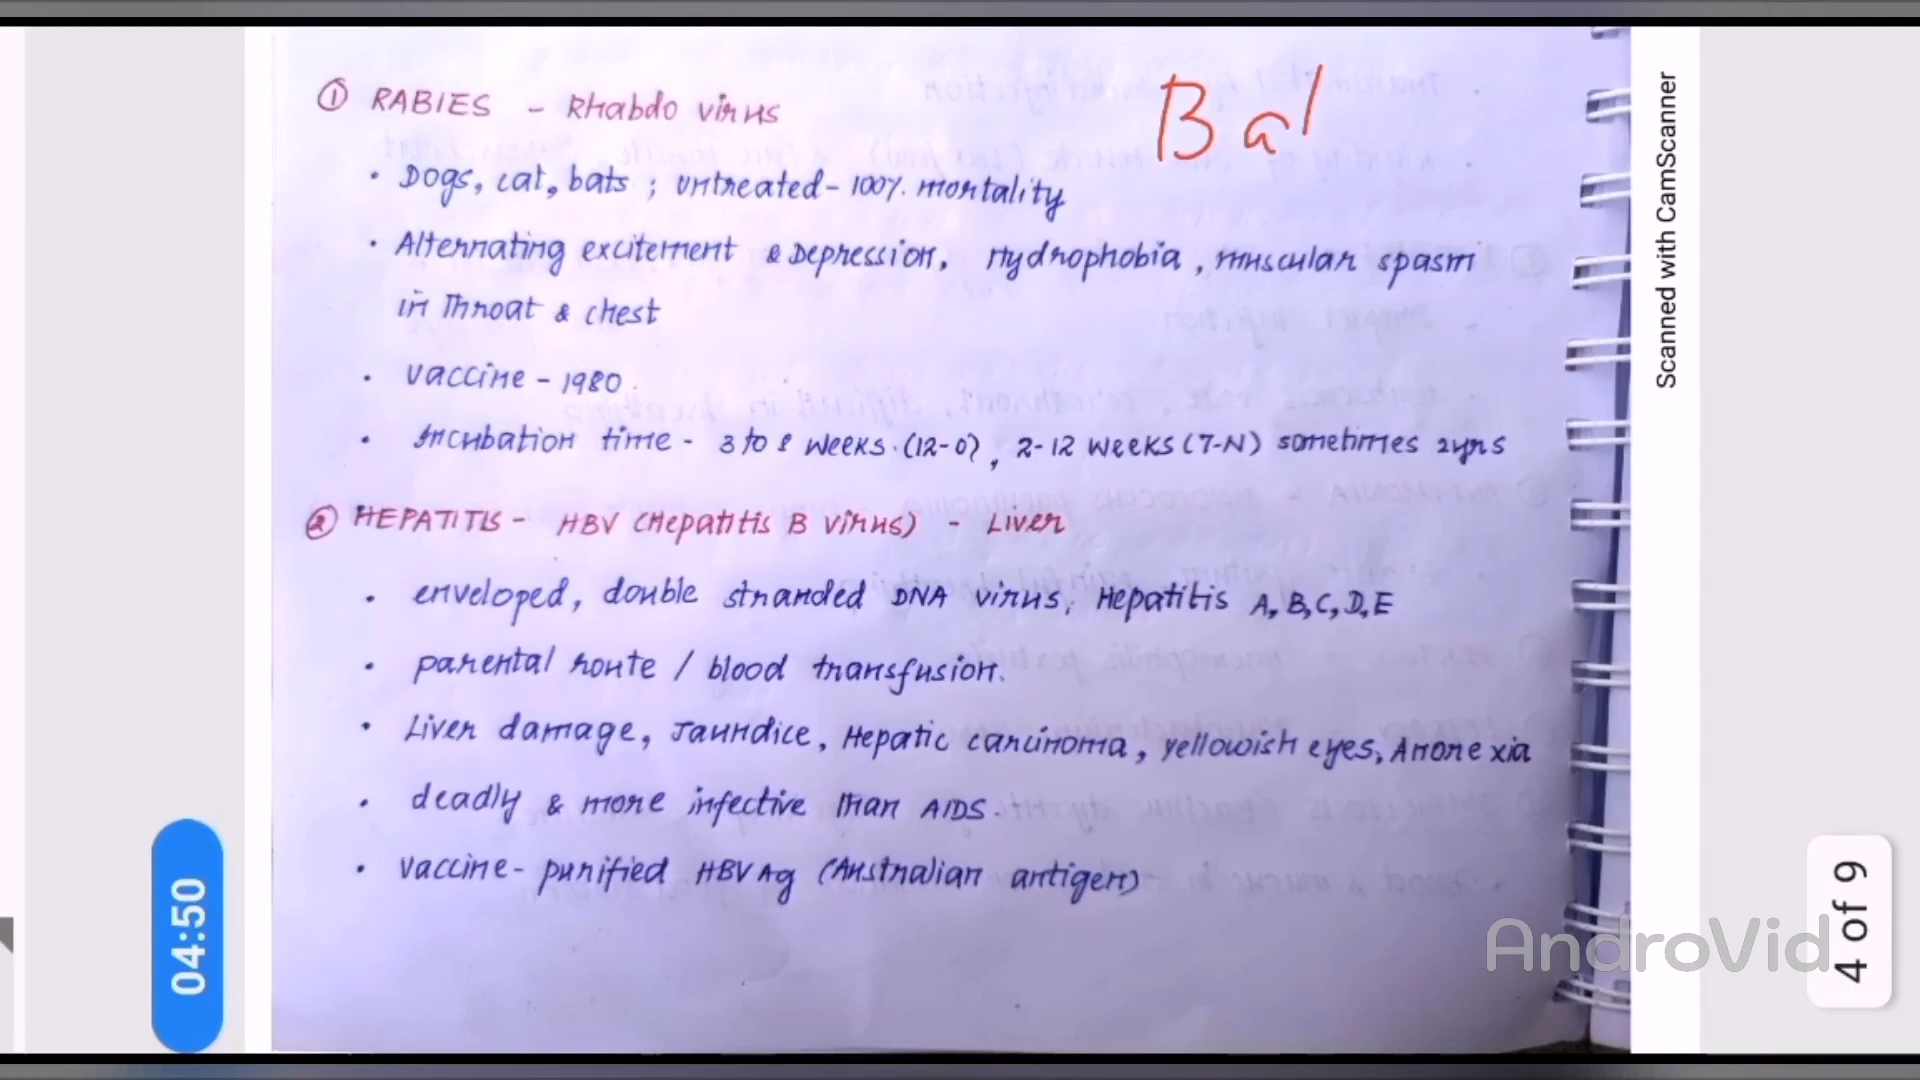 ① RABIES - Rhabdo virus
Bal
• Dogs, cat, bats ; untreated - 100%. mortality
• Alternating excitement & Depression, Hydrophobia, muscular spasm
in Throat & chest
• vaccine - 1980.
• Incubation time - 3 to 8 weeks. (12-0), 2-12 weeks (7-N) sometimes 2yrs
② HEPATITIS - HBV (Hepatitis B virus) - Liver
• enveloped, double stranded DNA virus, Hepatitis A, B, C, D, E
• parental route / blood transfusion.
• Liver damage, Jaundice, Hepatic carcinoma, yellowish eyes, Anorexia
• deadly & more infective than AIDS.
• vaccine - purified HBV Ag (Australian antigen)
Scanned with CamScanner
04:50
4 of 9
AndroVid